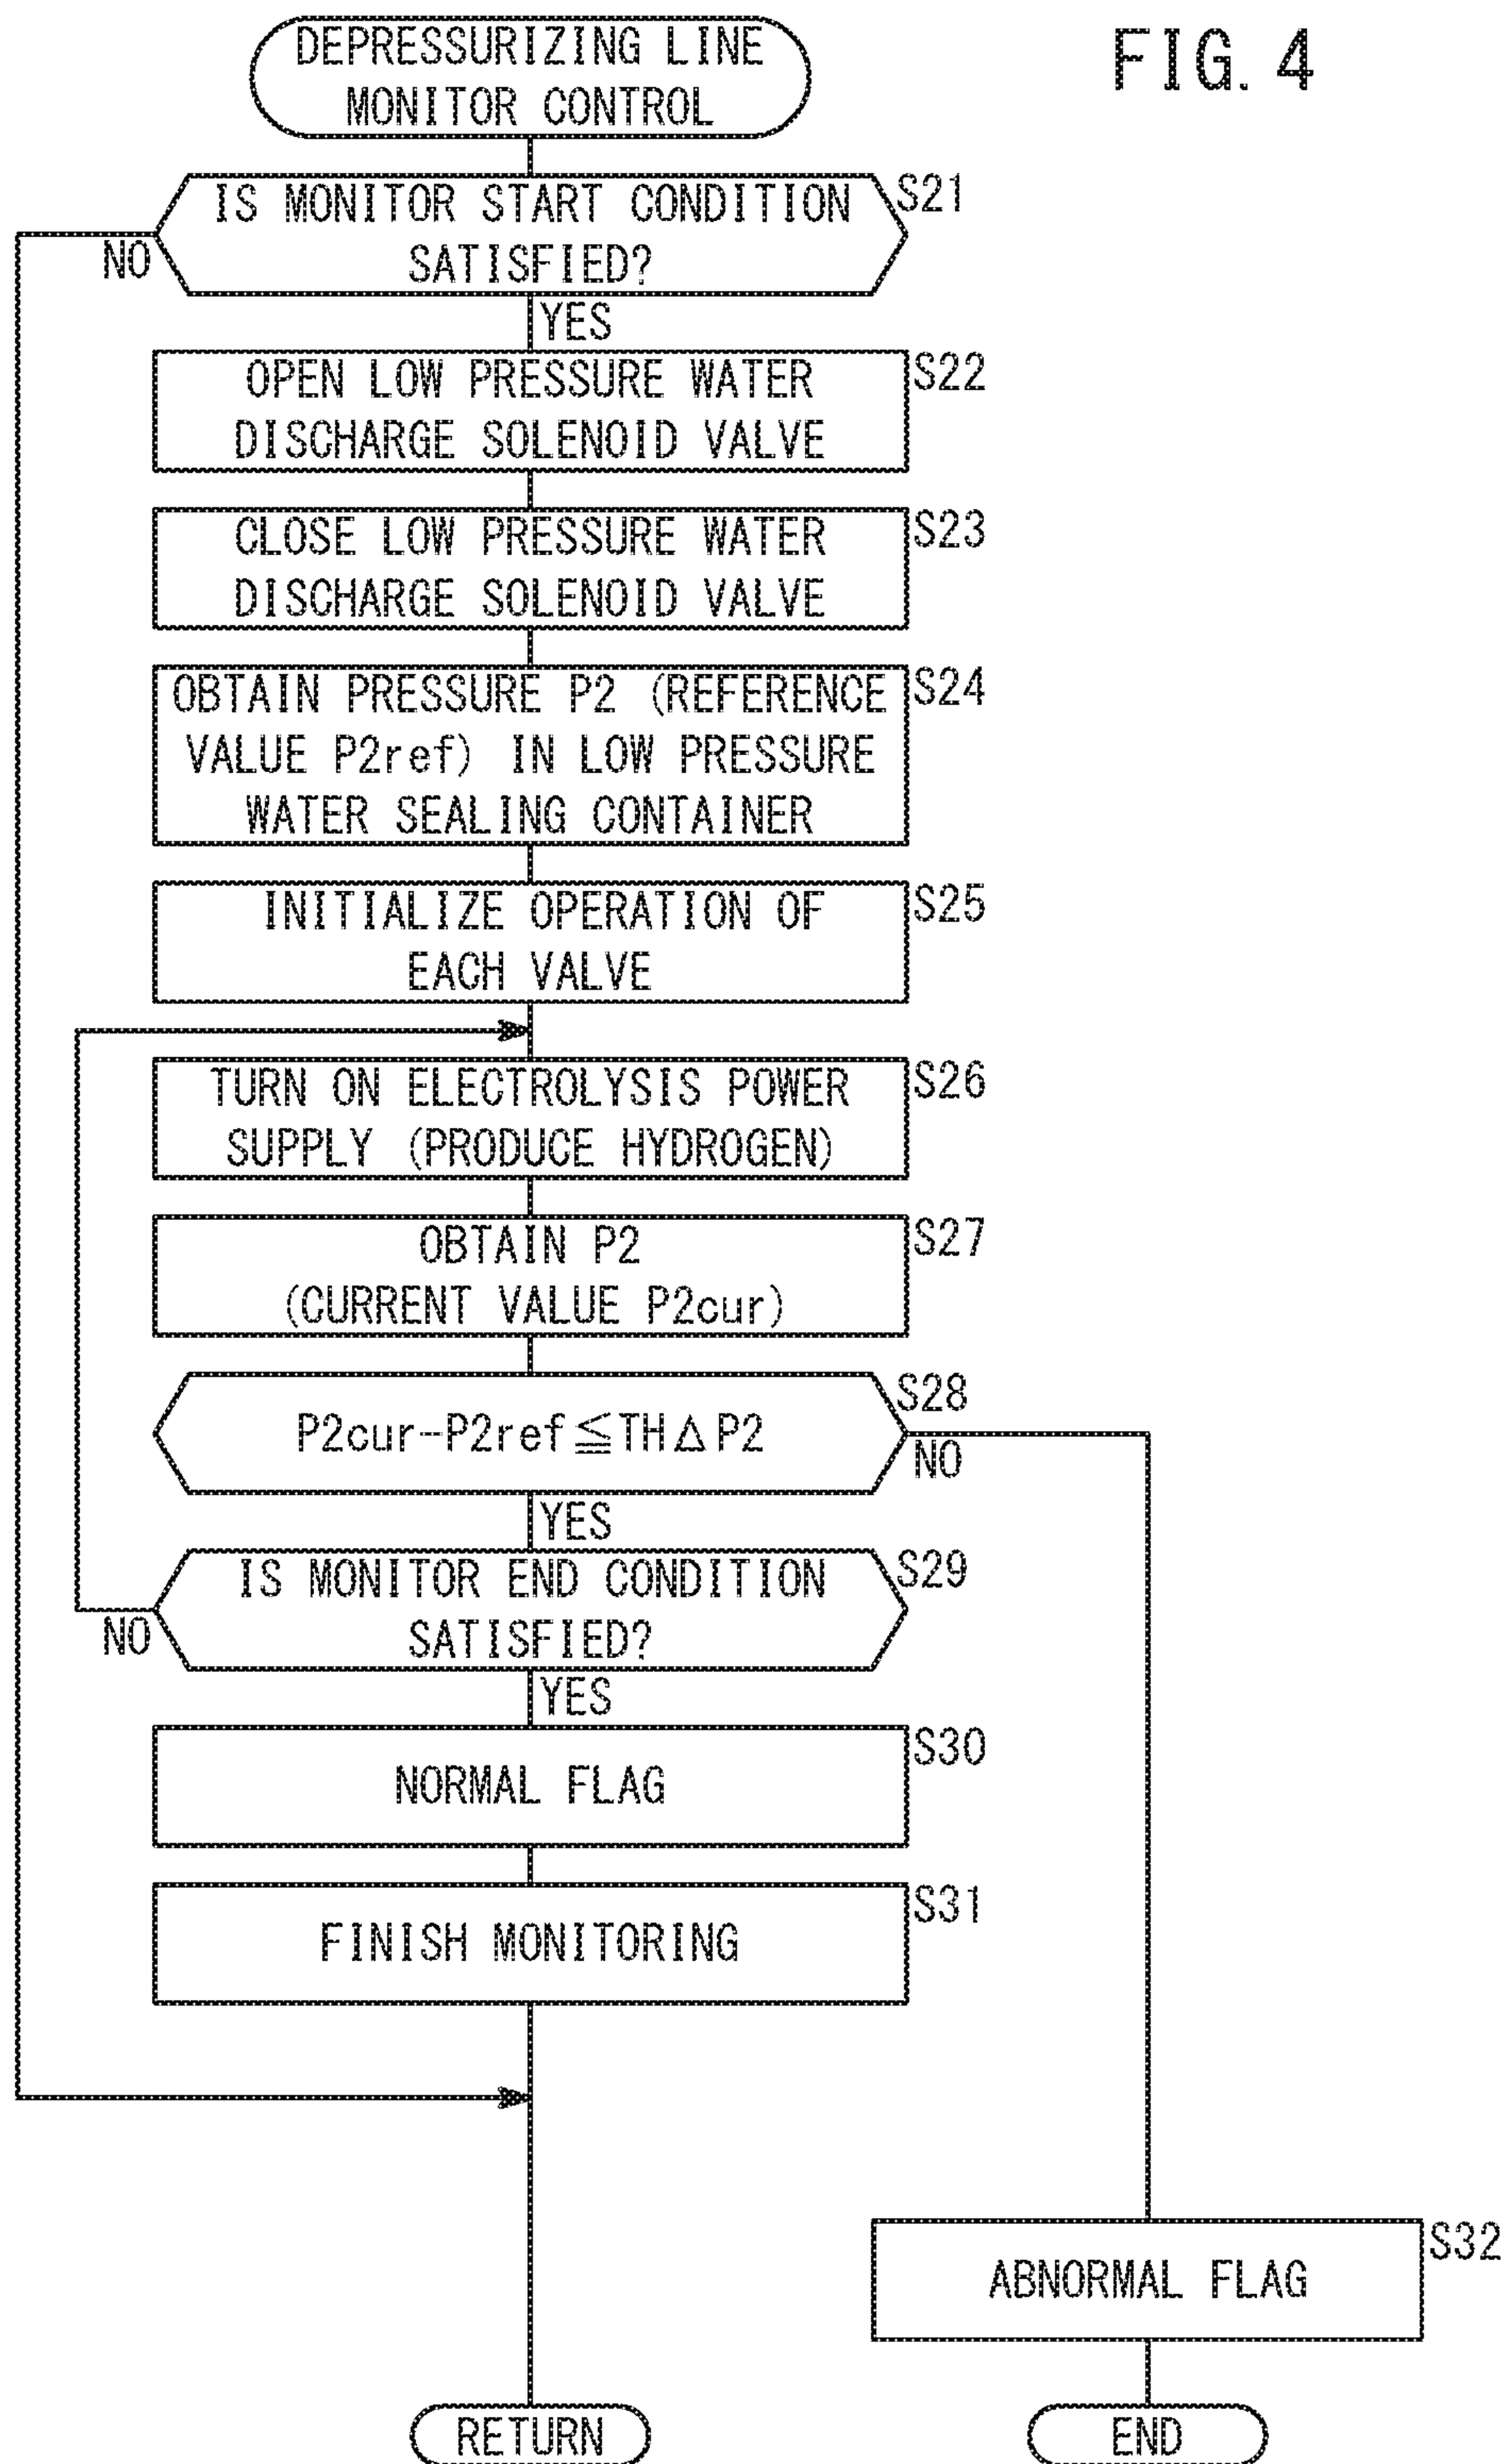 FIG. 4
DEPRESSURIZING LINE
MONITOR CONTROL
IS MONITOR START CONDITION
SATISFIED?
S21
NO
YES
OPEN LOW PRESSURE WATER
DISCHARGE SOLENOID VALVE
S22
CLOSE LOW PRESSURE WATER
DISCHARGE SOLENOID VALVE
S23
OBTAIN PRESSURE P2 (REFERENCE
VALUE P2ref) IN LOW PRESSURE
WATER SEALING CONTAINER
S24
INITIALIZE OPERATION OF
EACH VALVE
S25
TURN ON ELECTROLYSIS POWER
SUPPLY (PRODUCE HYDROGEN)
S26
OBTAIN P2
(CURRENT VALUE P2cur)
S27
P2cur-P2ref≦THΔP2
S28
NO
YES
IS MONITOR END CONDITION
SATISFIED?
S29
NO
YES
NORMAL FLAG
S30
FINISH MONITORING
S31
ABNORMAL FLAG
S32
RETURN
END